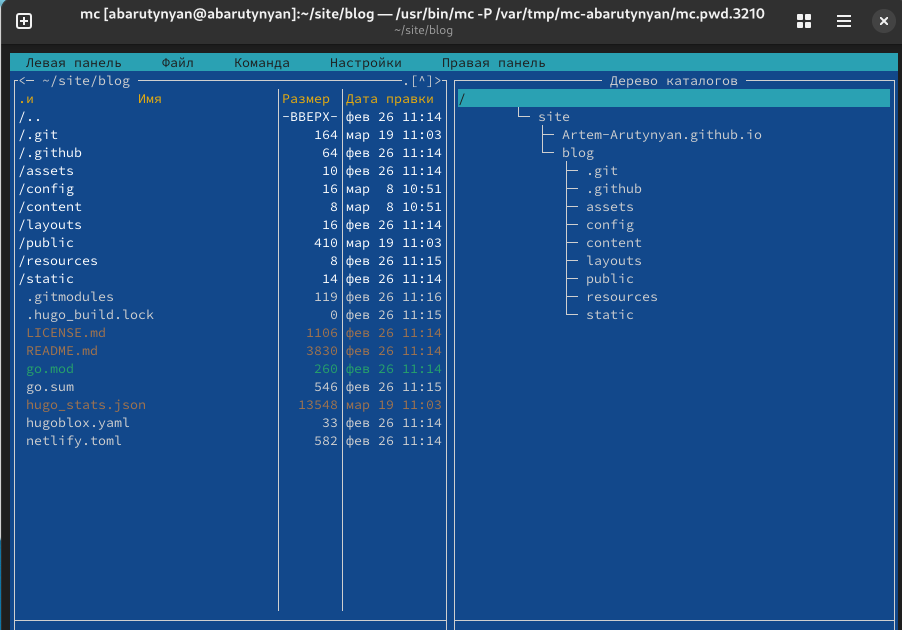 mc [abarutynyan@abarutynyan]:~/site/blog — /usr/bin/mc -P /var/tmp/mc-abarutynyan/mc.pwd.3210
~/site/blog
Левая панель Файл Команда Настройки Правая панель
<— ~/site/blog .[^]>
.и Имя Размер Дата правки
/.. -ВВЕРХ- фев 26 11:14
/.git 164 мар 19 11:03
/.github 64 фев 26 11:14
/assets 10 фев 26 11:14
/config 16 мар 8 10:51
/content 8 мар 8 10:51
/layouts 16 фев 26 11:14
/public 410 мар 19 11:03
/resources 8 фев 26 11:15
/static 14 фев 26 11:14
.gitmodules 119 фев 26 11:16
.hugo_build.lock 0 фев 26 11:15
LICENSE.md 1106 фев 26 11:14
README.md 3830 фев 26 11:14
go.mod 260 фев 26 11:14
go.sum 546 фев 26 11:15
hugo_stats.json 13548 мар 19 11:03
hugoblox.yaml 33 фев 26 11:14
netlify.toml 582 фев 26 11:14
Дерево каталогов
/
site
Artem-Arutynyan.github.io
blog
.git
.github
assets
config
content
layouts
public
resources
static